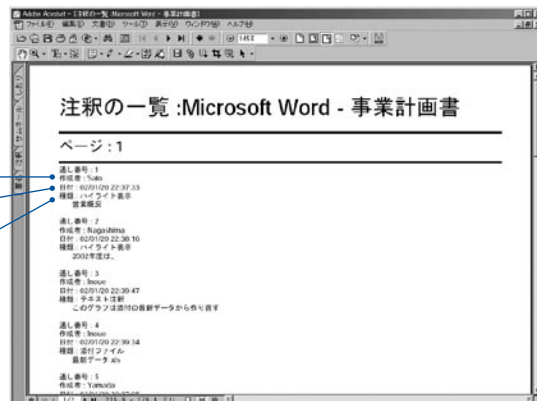 Adobe Acrobat - [注釈の一覧 :Microsoft Word - 事業計画書]
ファイル(F) 編集(E) 文書(D) ツール(T) 表示(V) ウィンドウ(W) ヘルプ(H)
145%
注釈の一覧 :Microsoft Word - 事業計画書
ページ : 1
通し番号 : 1
作成者 : Sato
日付 : 02/01/20 22:37:33
種類 : ハイライト表示
営業概況
通し番号 : 2
作成者 : Nagashima
日付 : 02/01/20 22:38:16
種類 : ハイライト表示
2002年度は、
通し番号 : 3
作成者 : Inoue
日付 : 02/01/20 22:39:47
種類 : テキスト注釈
このグラフは添付の最新データから作り直す
通し番号 : 4
作成者 : Inoue
日付 : 02/01/20 22:39:34
種類 : 添付ファイル
最新データ.xls
通し番号 : 5
作成者 : Yamada